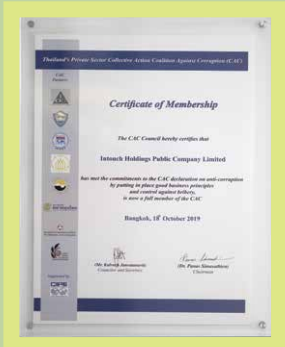 Thailand's Private Sector Collective Action Coalition Against Corruption (CAC)
CAC
Certificate of Membership
The CAC Council hereby certifies that
Intouch Holdings Public Company Limited
has met the commitments to the CAC declaration on anti-corruption
by putting in place good business principles
and control against bribery,
is now a full member of the CAC
Bangkok, 18 October 2019
Chairman